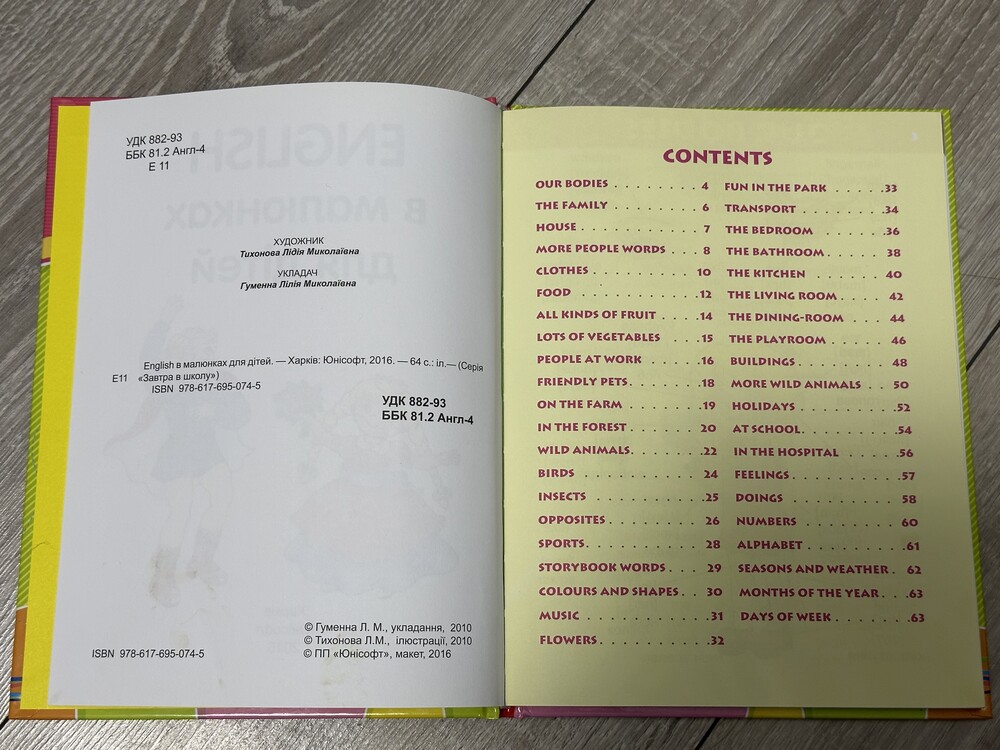 УДК 882-93
ББК 81.2 Англ-4
Е 11
ХУДОЖНИК
Тихонова Лідія Миколаївна
УКЛАДАЧ
Гуменна Лілія Миколаївна
English в малюнках для дітей. — Харків: Юнісофт, 2016. — 64 с.: іл.— (Серія
Е11 «Завтра в школу»)
ISBN 978-617-695-074-5
УДК 882-93
ББК 81.2 Англ-4
© Гуменна Л. М., укладання, 2010
© Тихонова Л.М., ілюстрації, 2010
© ПП «Юнісофт», макет, 2016
ISBN 978-617-695-074-5
CONTENTS
OUR BODIES . . . . . . . . 4
THE FAMILY . . . . . . . . 6
HOUSE . . . . . . . . . . . 7
MORE PEOPLE WORDS . . . 8
CLOTHES . . . . . . . . . . 10
FOOD . . . . . . . . . . . .12
ALL KINDS OF FRUIT . . . .14
LOTS OF VEGETABLES . . . .15
PEOPLE AT WORK . . . . . .16
FRIENDLY PETS. . . . . . . .18
ON THE FARM . . . . . . . .19
IN THE FOREST . . . . . . . 20
WILD ANIMALS. . . . . . . .22
BIRDS . . . . . . . . . . . 24
INSECTS . . . . . . . . . .25
OPPOSITES . . . . . . . . . 26
SPORTS. . . . . . . . . . . 28
STORYBOOK WORDS . . . . 29
COLOURS AND SHAPES . . 30
MUSIC . . . . . . . . . . .31
FLOWERS . . . . . . . . . .32
FUN IN THE PARK . . . . .33
TRANSPORT . . . . . . . .34
THE BEDROOM . . . . . . .36
THE BATHROOM . . . . . 38
THE KITCHEN . . . . . . 40
THE LIVING ROOM . . . . 42
THE DINING-ROOM . . . 44
THE PLAYROOM . . . . . 46
BUILDINGS . . . . . . . . 48
MORE WILD ANIMALS . . . 50
HOLIDAYS . . . . . . . . .52
AT SCHOOL. . . . . . . . .54
IN THE HOSPITAL . . . . .56
FEELINGS . . . . . . . . .57
DOINGS . . . . . . . . . 58
NUMBERS . . . . . . . . 60
ALPHABET . . . . . . . . .61
SEASONS AND WEATHER . 62
MONTHS OF THE YEAR . . .63
DAYS OF WEEK . . . . . . .63